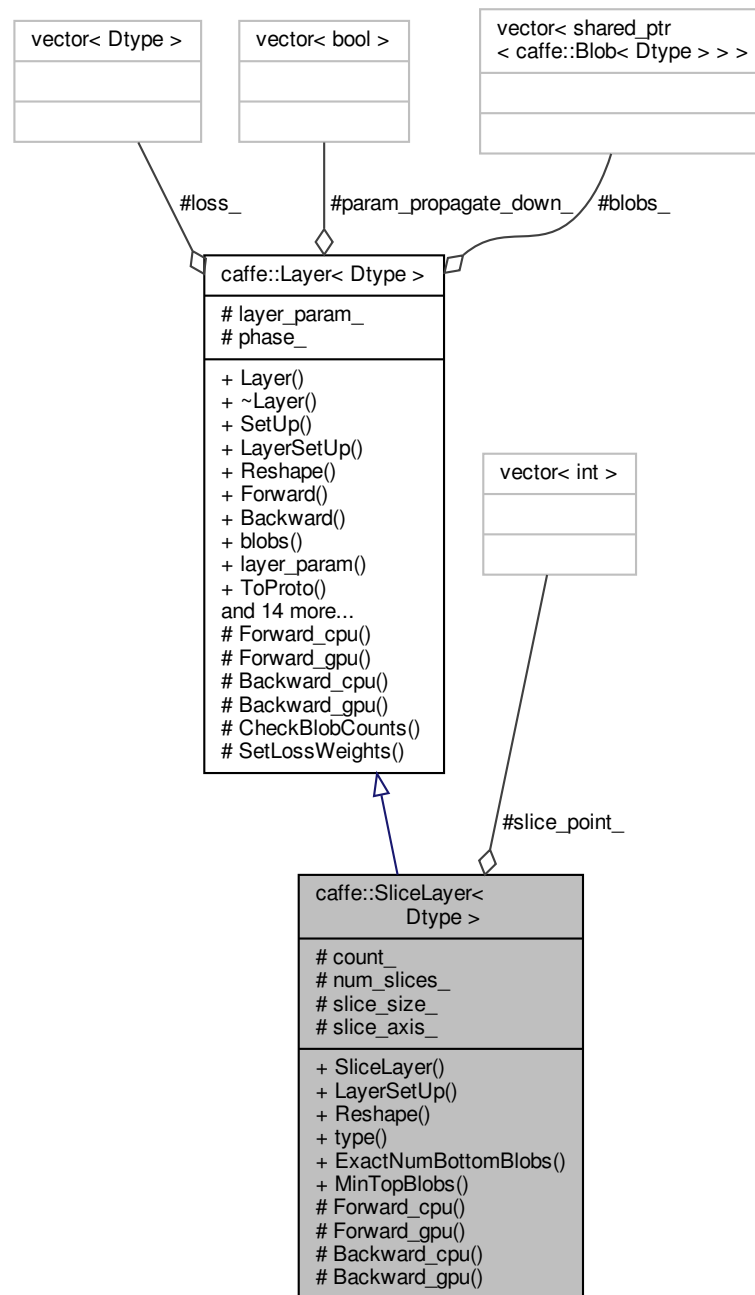 vector< Dtype >
vector< bool >
vector< shared_ptr
< caffe::Blob< Dtype > > >
#loss_
#param_propagate_down_
#blobs_
caffe::Layer< Dtype >
# layer_param_
# phase_
+ Layer()
+ ~Layer()
+ SetUp()
+ LayerSetUp()
+ Reshape()
+ Forward()
+ Backward()
+ blobs()
+ layer_param()
+ ToProto()
and 14 more...
# Forward_cpu()
# Forward_gpu()
# Backward_cpu()
# Backward_gpu()
# CheckBlobCounts()
# SetLossWeights()
vector< int >
#slice_point_
caffe::SliceLayer<
Dtype >
# count_
# num_slices_
# slice_size_
# slice_axis_
+ SliceLayer()
+ LayerSetUp()
+ Reshape()
+ type()
+ ExactNumBottomBlobs()
+ MinTopBlobs()
# Forward_cpu()
# Forward_gpu()
# Backward_cpu()
# Backward_gpu()